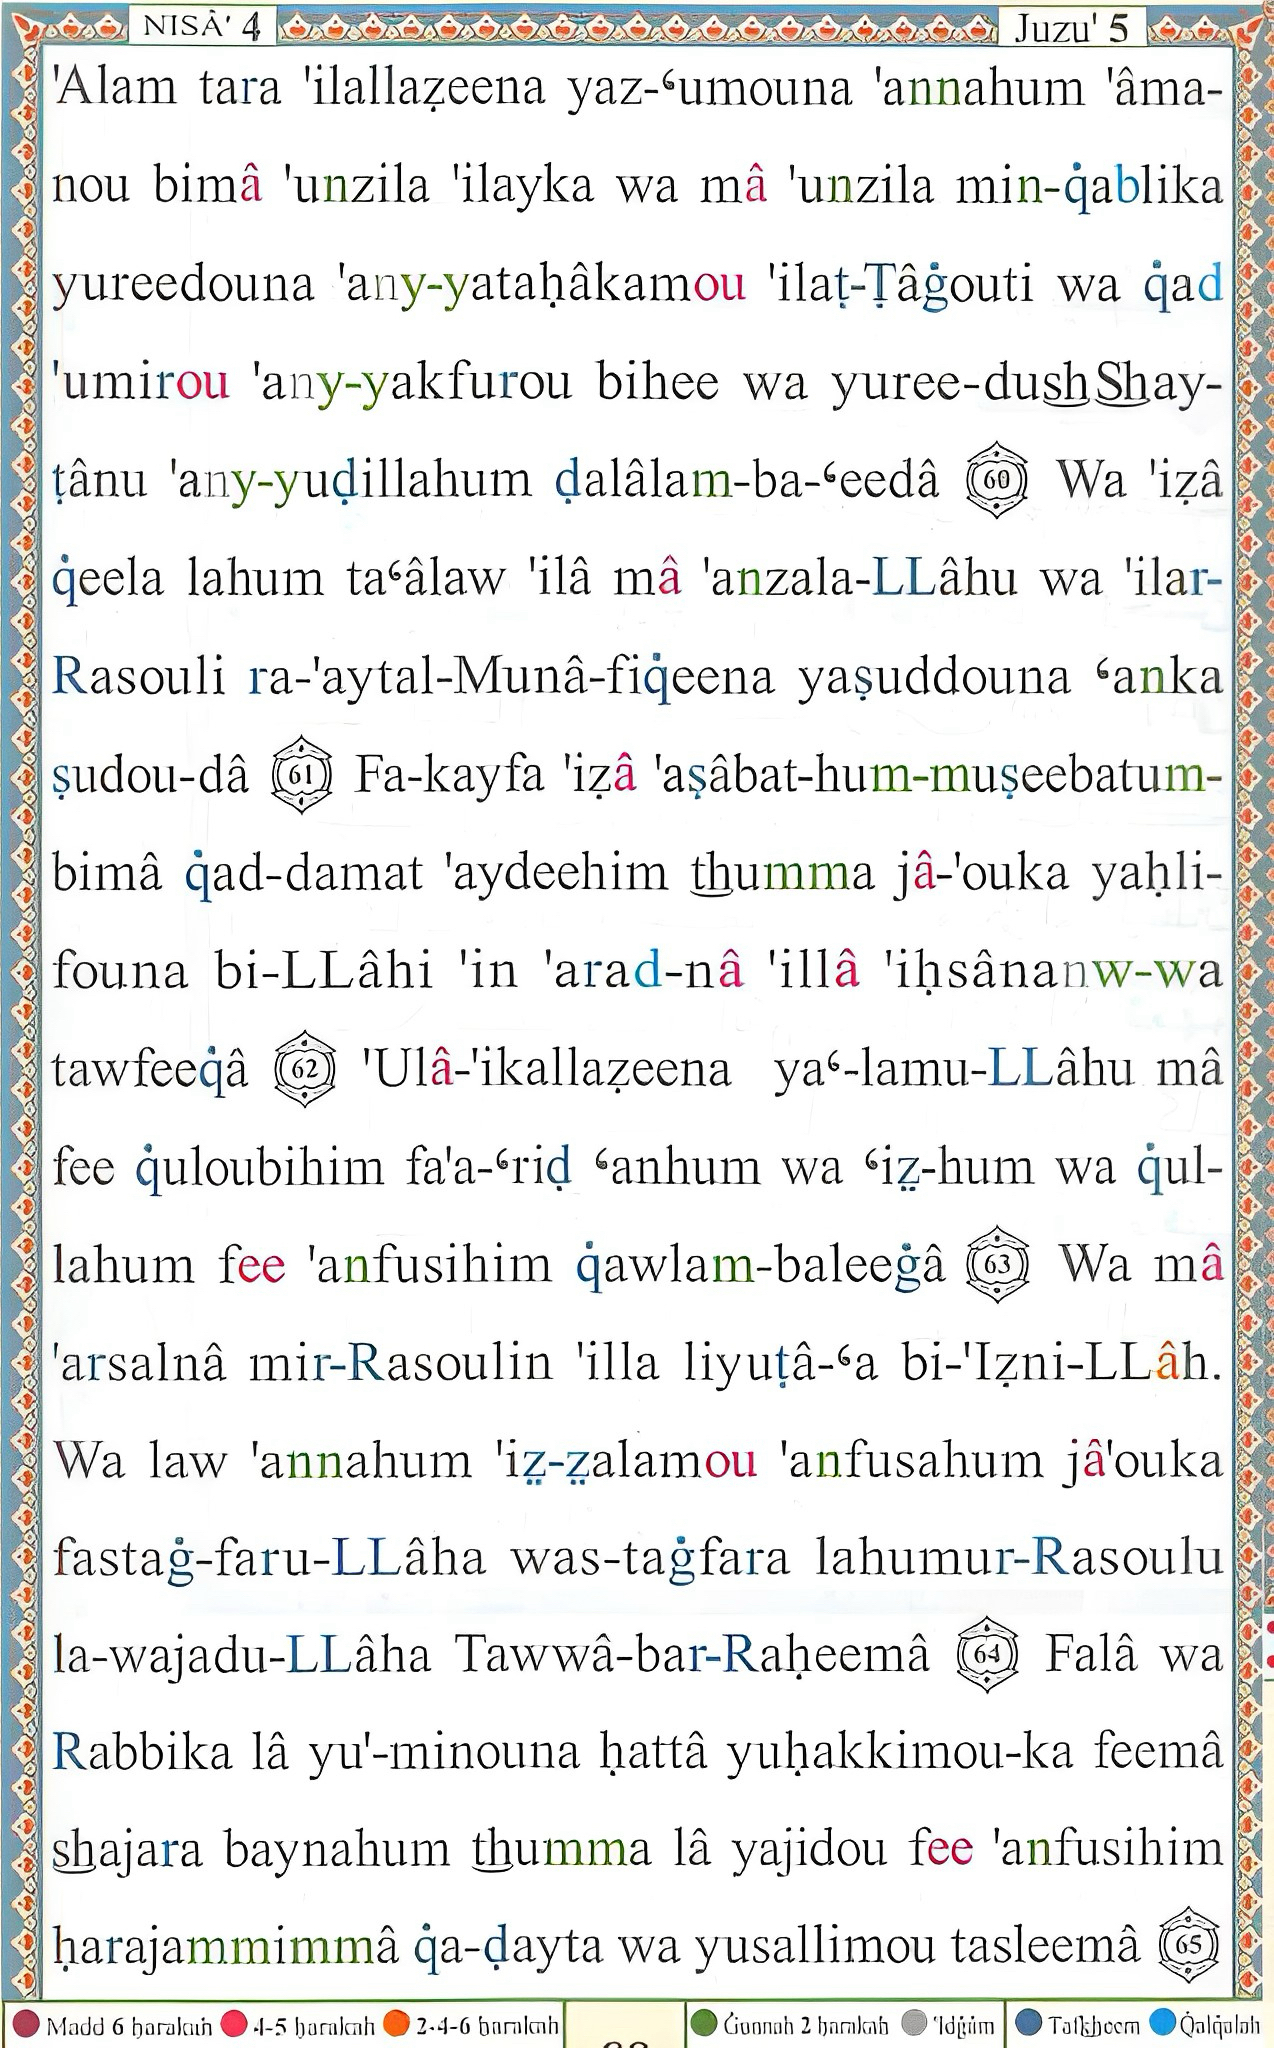 NISÂ' 4 Juzu' 5
'Alam tara 'ilallaẓeena yaz-ʿumouna 'annahum 'âma-
nou bimâ 'unzila 'ilayka wa mâ 'unzila min-q̇ablika
yureedouna 'any-yataḥâkamou 'ilaṭ-Ṭâġouti wa q̇ad
'umirou 'any-yakfurou bihee wa yuree-dushShay-
ṭânu 'any-yuḍillahum ḍalâlam-ba-ʿeedâ 60 Wa 'iẓâ
q̇eela lahum taʿâlaw 'ilâ mâ 'anzala-LLâhu wa 'ilar-
Rasouli ra-'aytal-Munâ-fiq̇eena yaṣuddouna ʿanka
ṣudou-dâ 61 Fa-kayfa 'iẓâ 'aṣâbat-hum-muṣeebatum-
bimâ q̇ad-damat 'aydeehim thumma jâ-'ouka yaḥli-
founa bi-LLâhi 'in 'arad-nâ 'illâ 'iḥsânanw-wa
tawfeeq̇â 62 'Ulâ-'ikallaẓeena yaʿ-lamu-LLâhu mâ
fee q̇uloubihim fa'a-ʿriḍ ʿanhum wa ʿiz̤-hum wa q̇ul-
lahum fee 'anfusihim q̇awlam-baleeġâ 63 Wa mâ
'arsalnâ mir-Rasoulin 'illa liyuṭâ-ʿa bi-'Iẓni-LLâh.
Wa law 'annahum 'iz̤-z̤alamou 'anfusahum jâ'ouka
fastaġ-faru-LLâha was-taġfara lahumur-Rasoulu
la-wajadu-LLâha Tawwâ-bar-Raḥeemâ 64 Falâ wa
Rabbika lâ yu'-minouna ḥattâ yuḥakkimou-ka feemâ
shajara baynahum thumma lâ yajidou fee 'anfusihim
ḥarajammimmâ q̇a-ḍayta wa yusallimou tasleemâ 65
Madd 6 ḥarakah 4-5 ḥarakah 2-4-6 ḥarakah Ġunnah 2 ḥarakah 'Idġâm Tafkheem Q̇alq̇alah